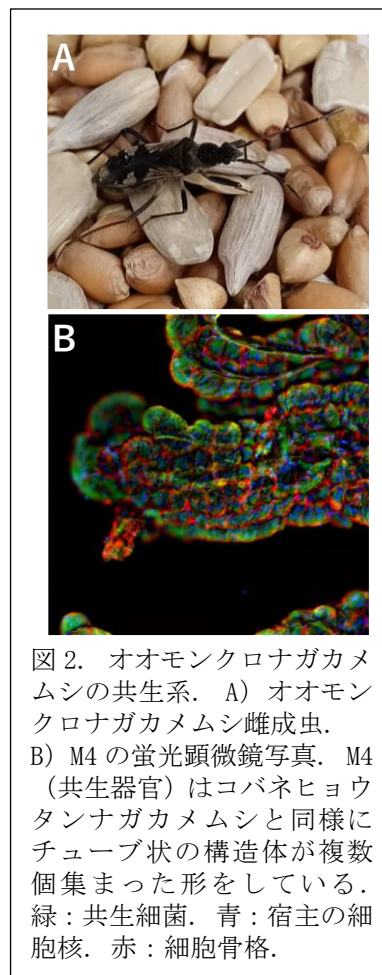 A
B
図 2. オオモンクロナガカメ
ムシの共生系. A) オオモン
クロナガカメムシ雌成虫.
B) M4 の蛍光顕微鏡写真. M4
（共生器官）はコバネヒョウ
タンナガカメムシと同様に
チューブ状の構造体が複数
個集まった形をしている.
緑：共生細菌. 青：宿主の細
胞核. 赤：細胞骨格.